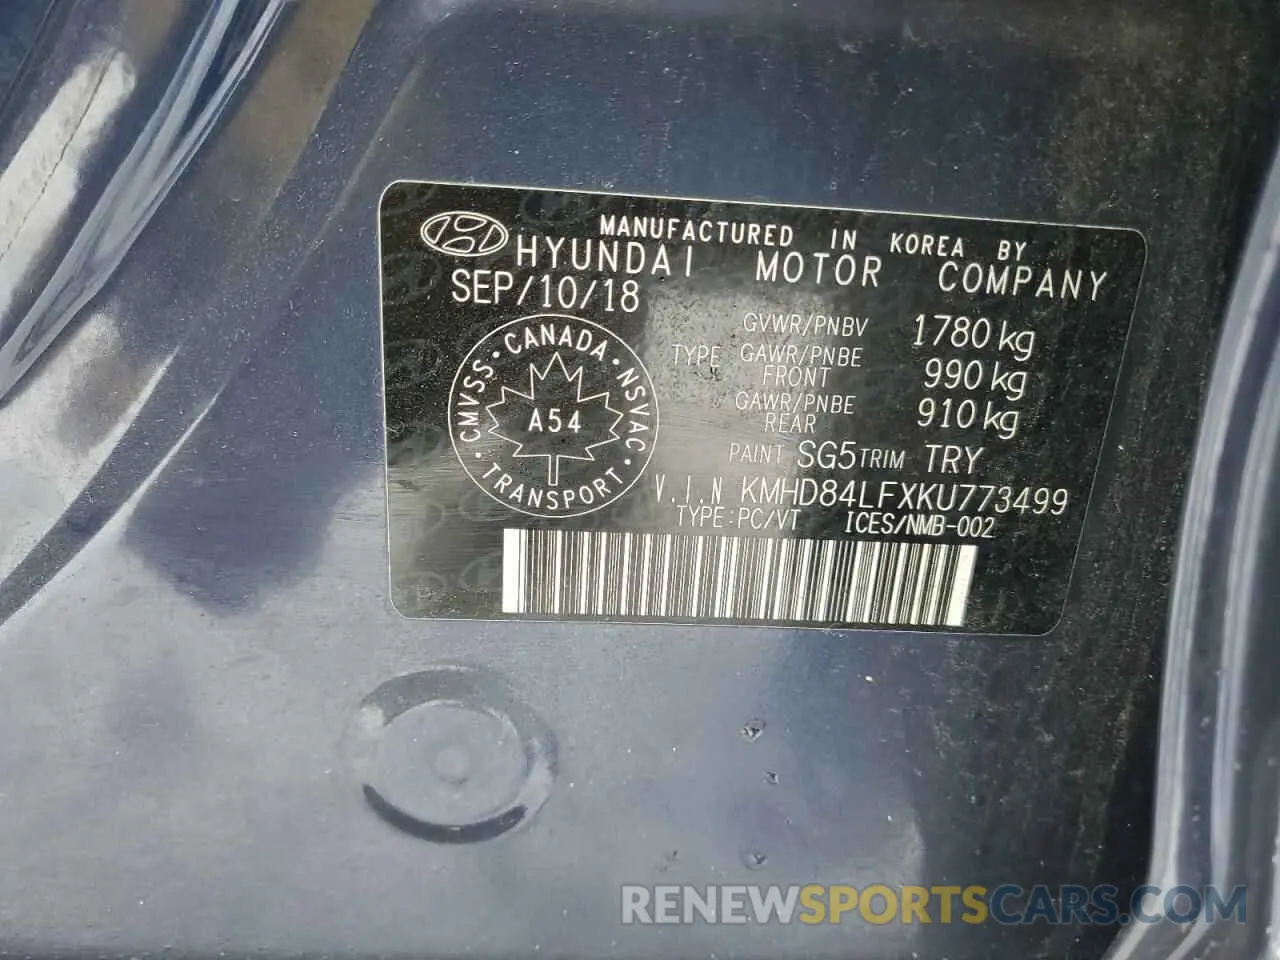 MANUFACTURED IN KOREA BY
HYUNDAI MOTOR COMPANY
SEP/10/18
GVWR/PNBV 1780 kg
TYPE GAWR/PNBE FRONT 990 kg
GAWR/PNBE REAR 910 kg
PAINT SG5 TRIM TRY
CMVSS • CANADA • NSVAC • TRANSPORT •
A54
V.I.N KMHD84LFXKU773499
TYPE:PC/VT ICES/NMB-002
RENEWSPORTSCARS.COM